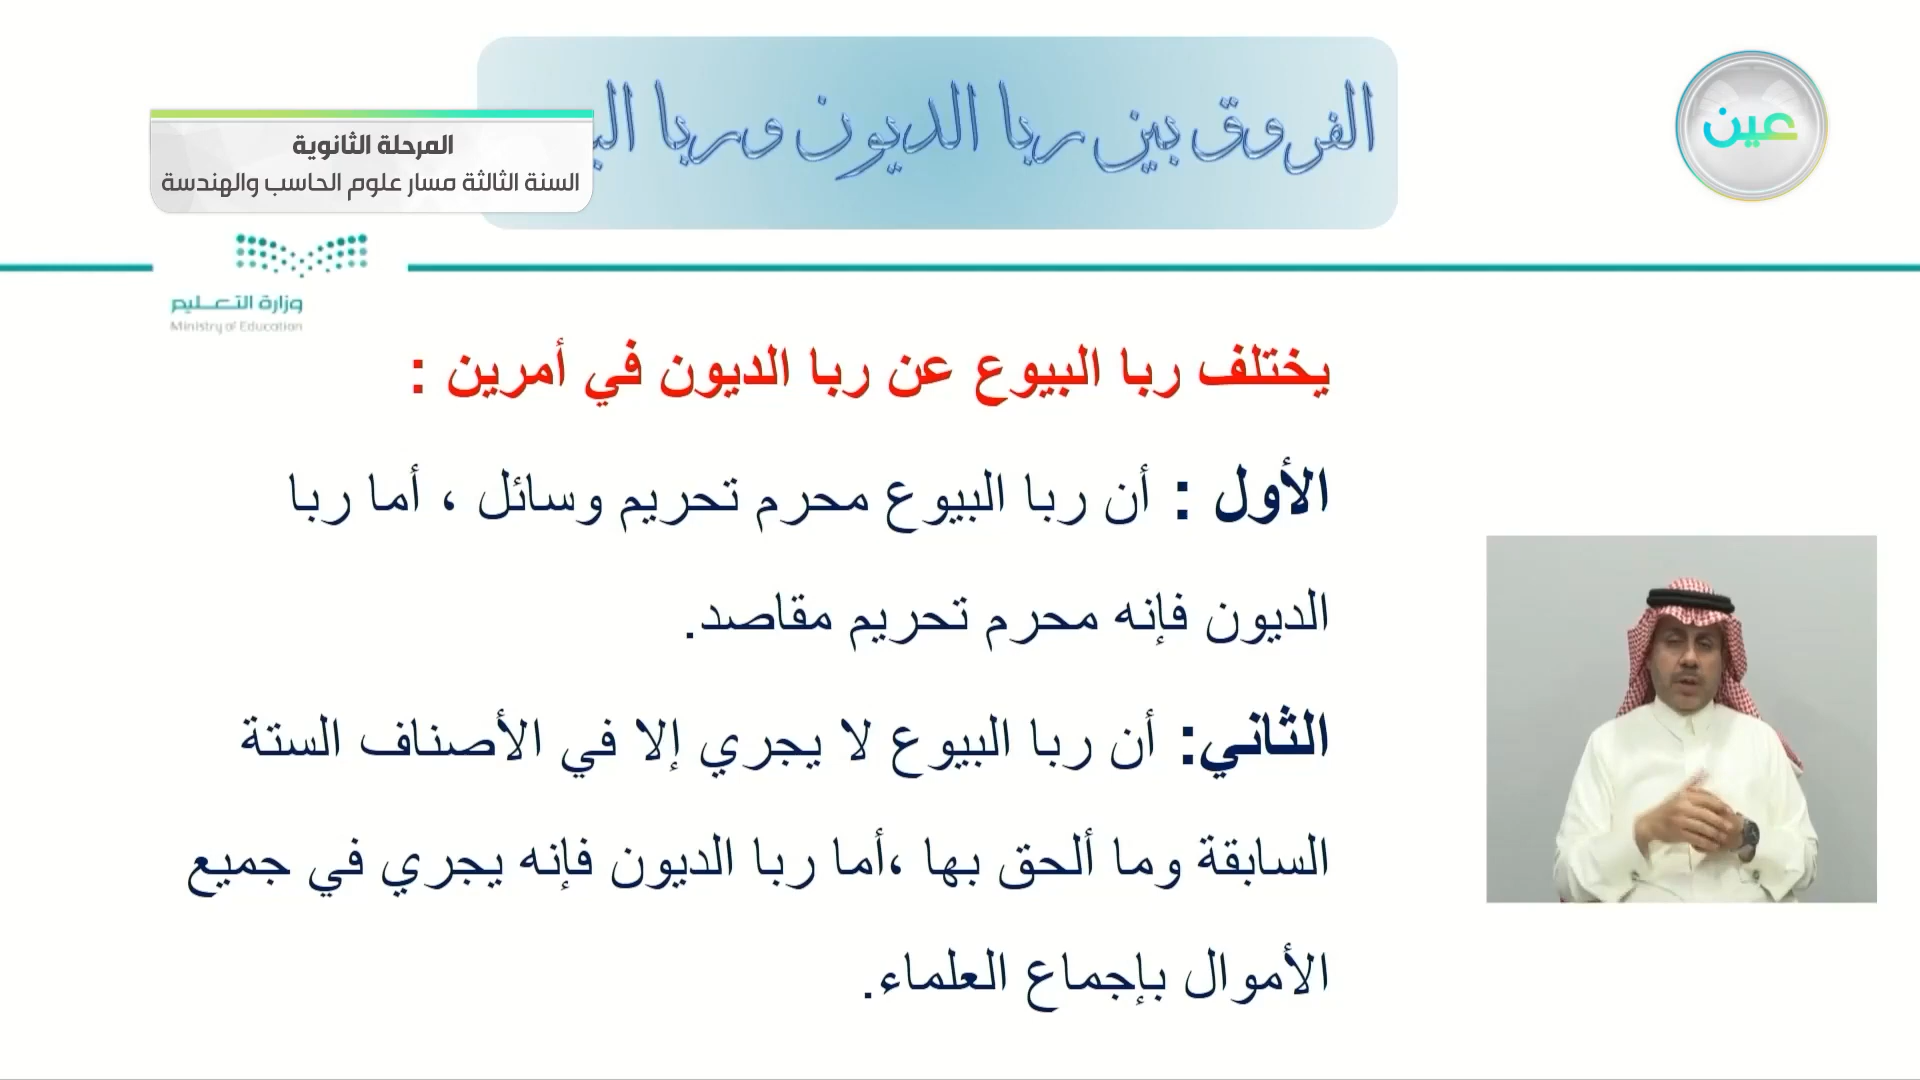 الفروق بين ربا الديون وربا
عين
المرحلة الثانوية
السنة الثالثة مسار علوم الحاسب والهندسة
وزارة التعليم
Ministry of Education
يختلف ربا البيوع عن ربا الديون في أمرين :
الأول : أن ربا البيوع محرم تحريم وسائل ، أما ربا
الديون فإنه محرم تحريم مقاصد.
الثاني: أن ربا البيوع لا يجري إلا في الأصناف الستة
السابقة وما ألحق بها ،أما ربا الديون فإنه يجري في جميع
الأموال بإجماع العلماء.